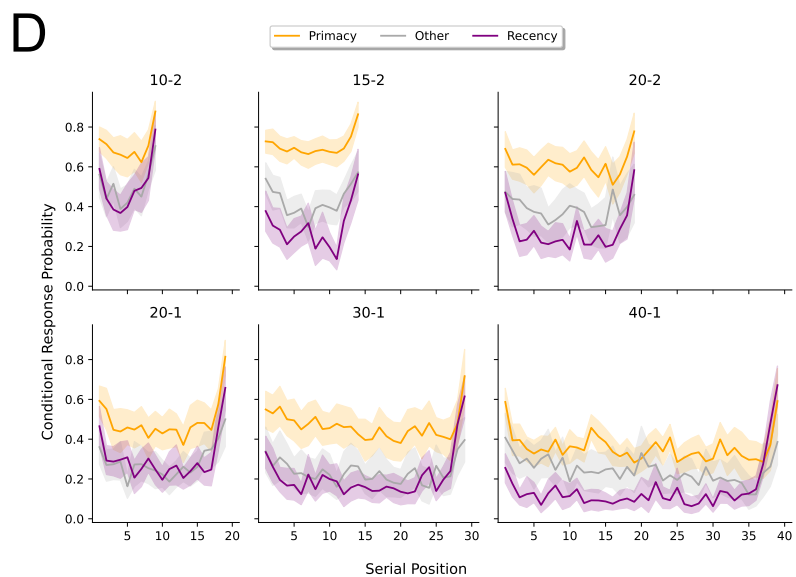 D
Primacy Other Recency
10-2 15-2 20-2
0.8
0.6
0.4
0.2
0.0
20-1 30-1 40-1
0.8
0.6
0.4
0.2
0.0
5 10 15 20 5 10 15 20 25 30 5 10 15 20 25 30 35 40
Conditional Response Probability
Serial Position